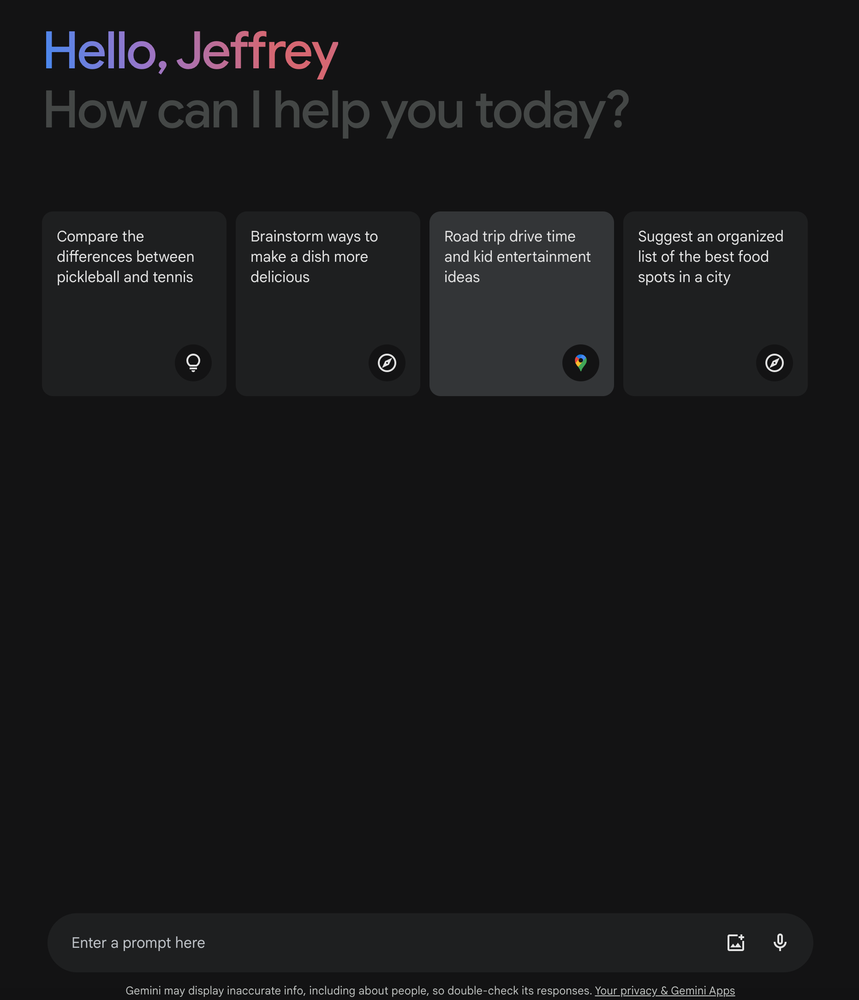 Hello, Jeffrey
How can I help you today?
Compare the
differences between
pickleball and tennis
Brainstorm ways to
make a dish more
delicious
Road trip drive time
and kid entertainment
ideas
Suggest an organized
list of the best food
spots in a city
Enter a prompt here
Gemini may display inaccurate info, including about people, so double-check its responses. Your privacy & Gemini Apps